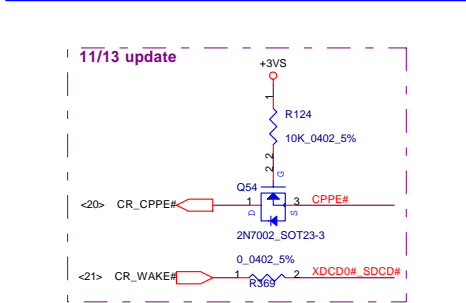 11/13 update
+3VS
1
R124
10K_0402_5%
2
2
G
Q54
<20> CR_CPPE# 1 3 CPPE#
D S
2N7002_SOT23-3
0_0402_5%
<21> CR_WAKE# 1 2 XDCD0#_SDCD#
R369